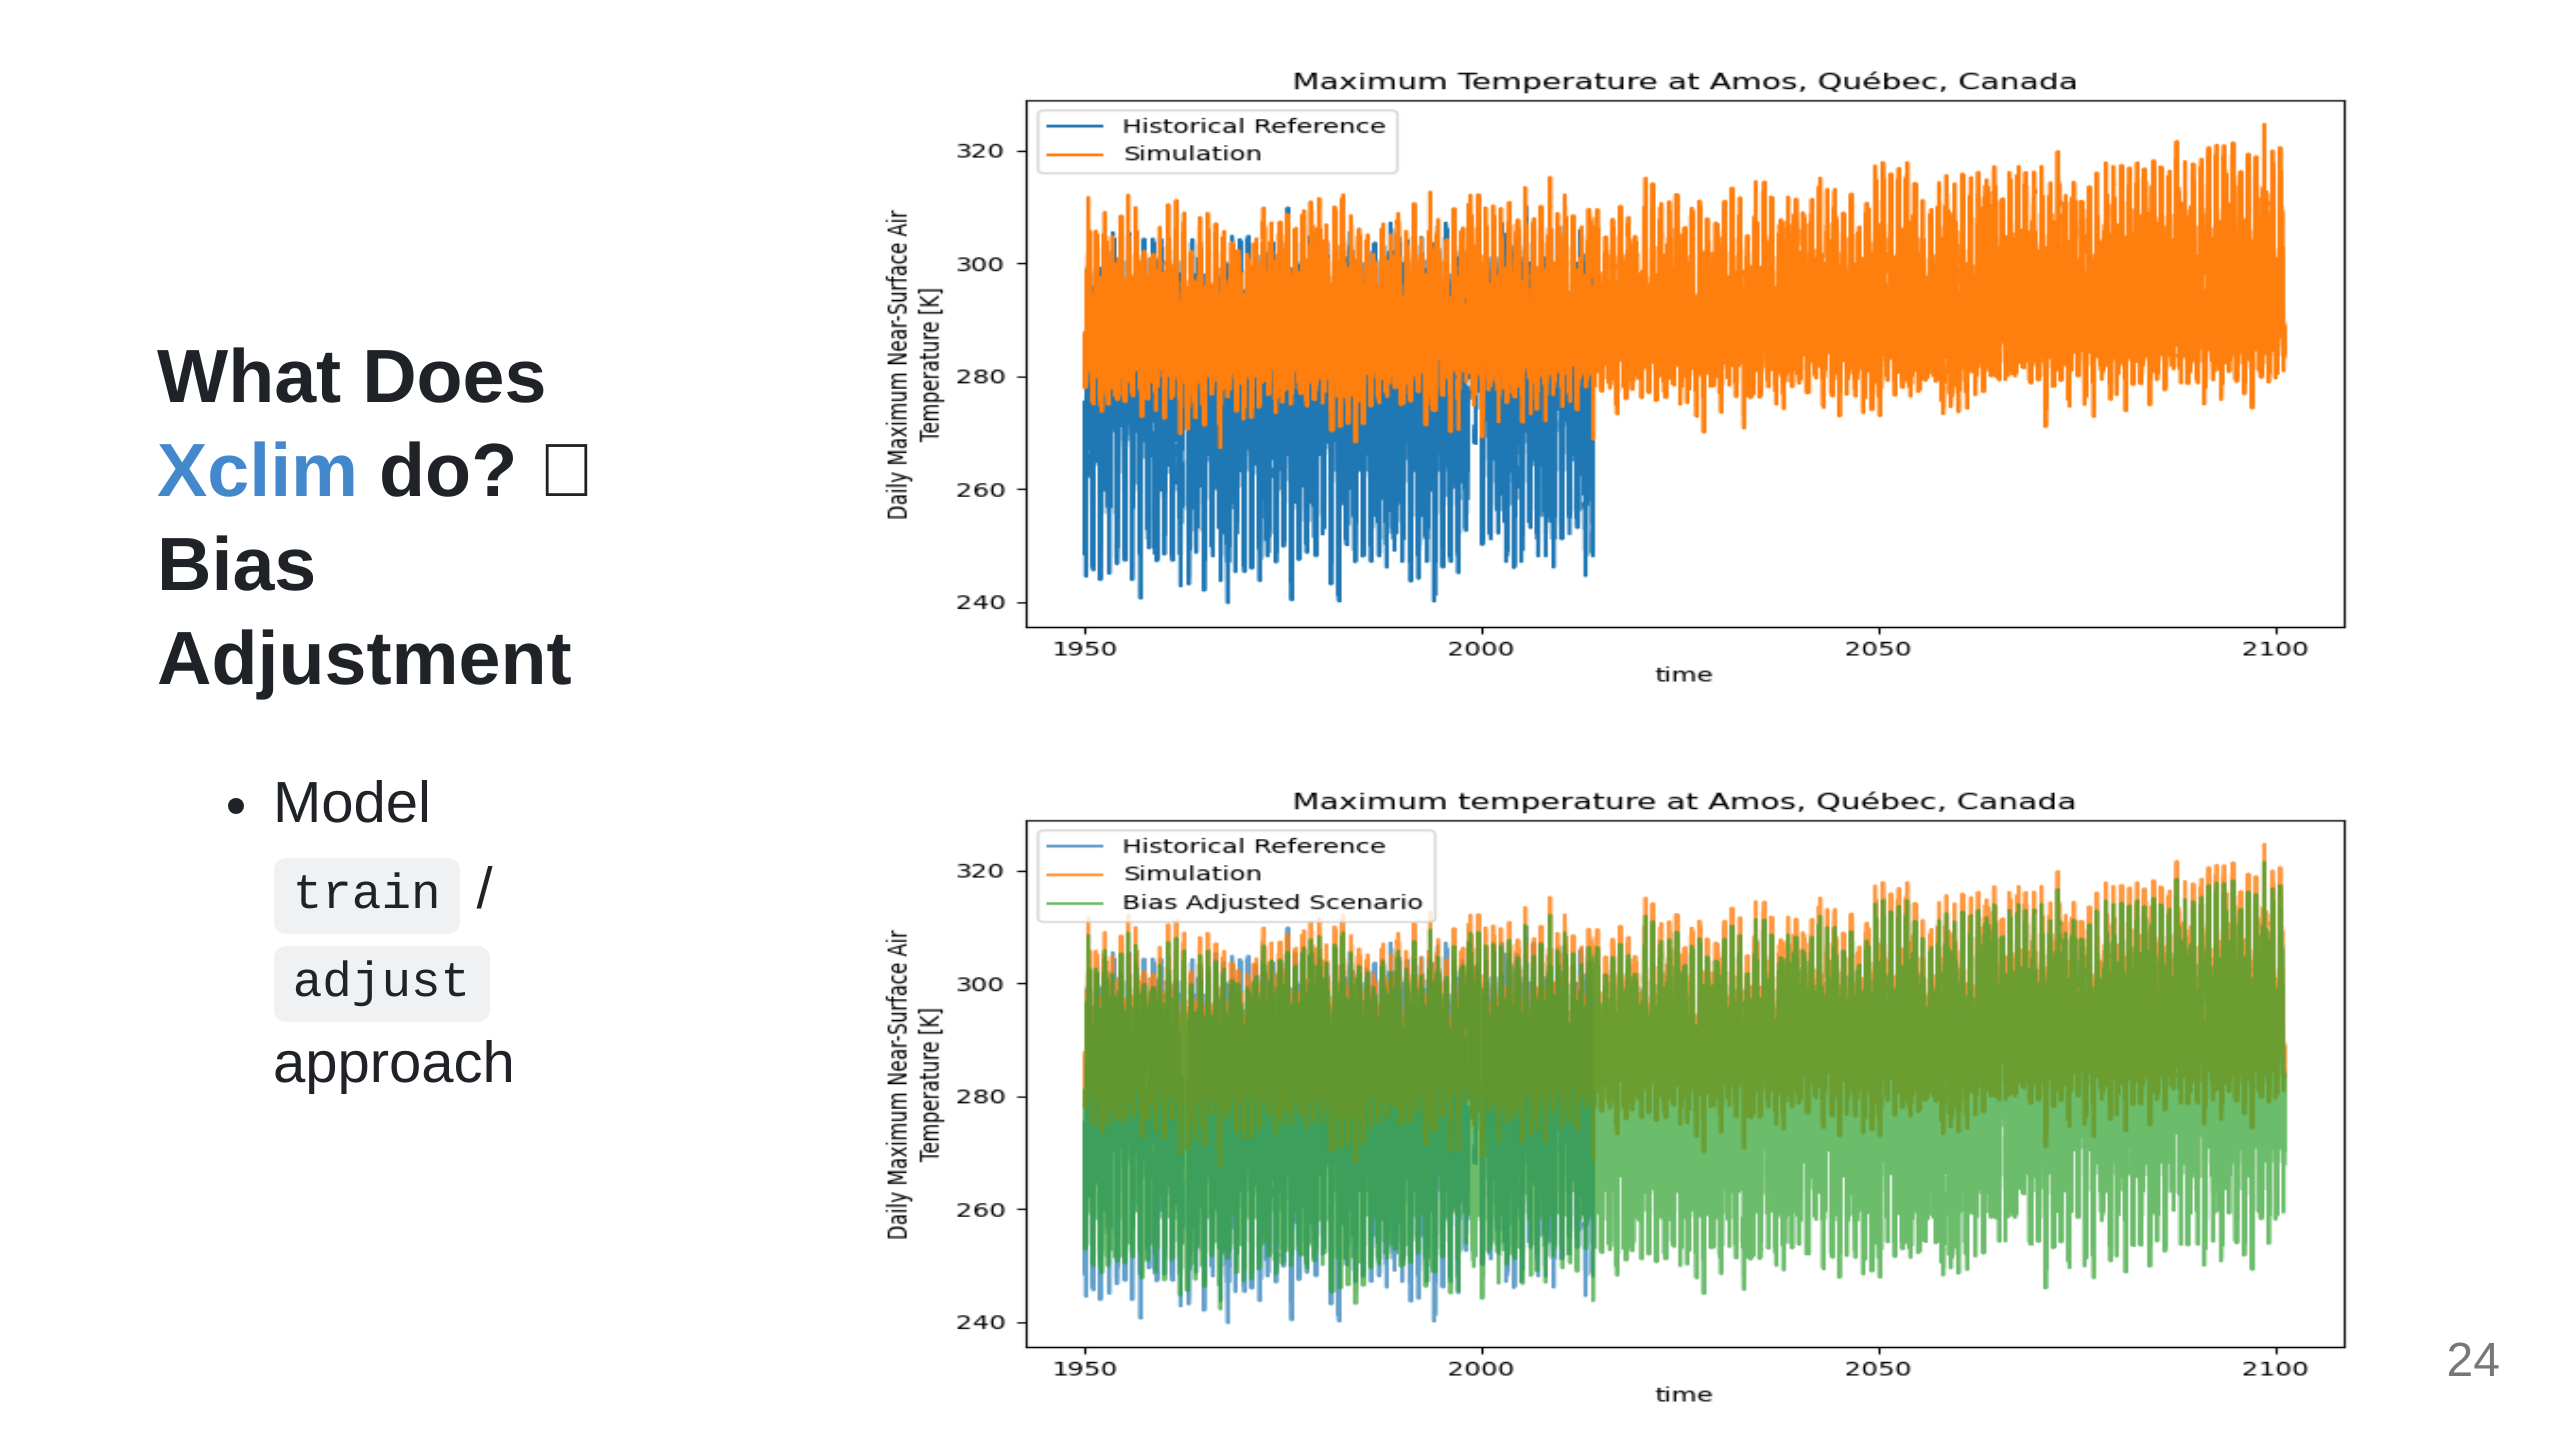 What Does
Xclim do?
Bias
Adjustment
• Model
train /
adjust
approach
Maximum Temperature at Amos, Québec, Canada
Historical Reference
Simulation
Daily Maximum Near-Surface Air
Temperature [K]
320
300
280
260
240
1950 2000 2050 2100
time
Maximum temperature at Amos, Québec, Canada
Historical Reference
Simulation
Bias Adjusted Scenario
Daily Maximum Near-Surface Air
Temperature [K]
320
300
280
260
240
1950 2000 2050 2100
time
24